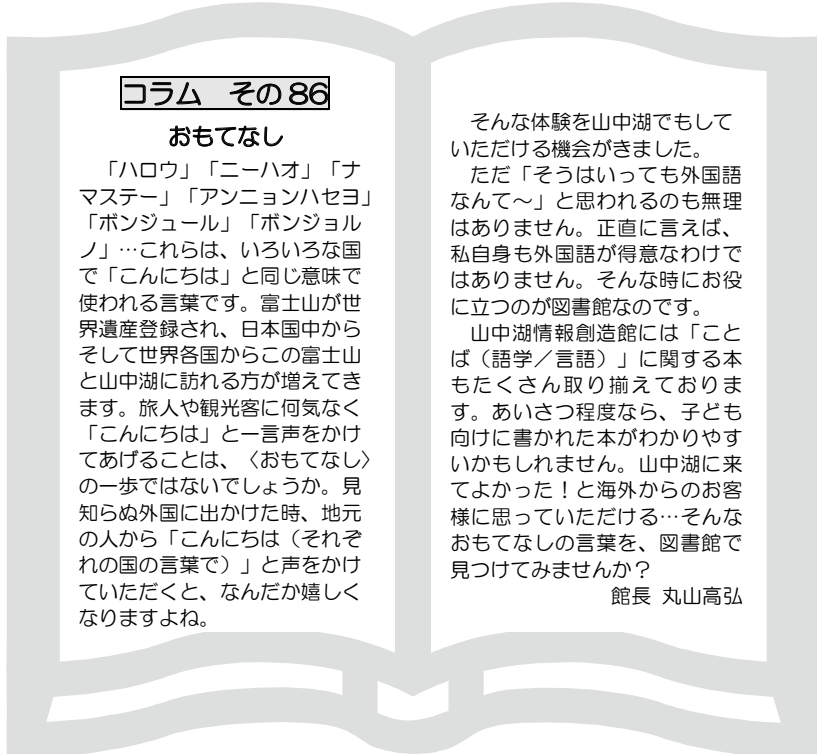 コラム　その86
おもてなし
「ハロウ」「ニーハオ」「ナ
マステー」「アンニョンハセヨ」
「ボンジュール」「ボンジョル
ノ」…これらは、いろいろな国
で「こんにちは」と同じ意味で
使われる言葉です。富士山が世
界遺産登録され、日本国中から
そして世界各国からこの富士山
と山中湖に訪れる方が増えてき
ます。旅人や観光客に何気なく
「こんにちは」と一言声をかけ
てあげることは、〈おもてなし〉
の一歩ではないでしょうか。見
知らぬ外国に出かけた時、地元
の人から「こんにちは（それぞ
れの国の言葉で）」と声をかけ
ていただくと、なんだか嬉しく
なりますよね。
そんな体験を山中湖でもして
いただける機会がきました。
ただ「そうはいっても外国語
なんて～」と思われるのも無理
はありません。正直に言えば、
私自身も外国語が得意なわけで
はありません。そんな時にお役
に立つのが図書館なのです。
山中湖情報創造館には「こと
ば（語学／言語）」に関する本
もたくさん取り揃えておりま
す。あいさつ程度なら、子ども
向けに書かれた本がわかりやす
いかもしれません。山中湖に来
てよかった！と海外からのお客
様に思っていただける…そんな
おもてなしの言葉を、図書館で
見つけてみませんか？
館長 丸山高弘